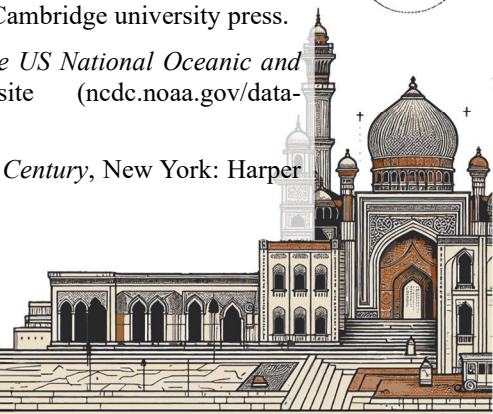 Cambridge university press.
e US National Oceanic and
site (ncdc.noaa.gov/data-
Century, New York: Harper